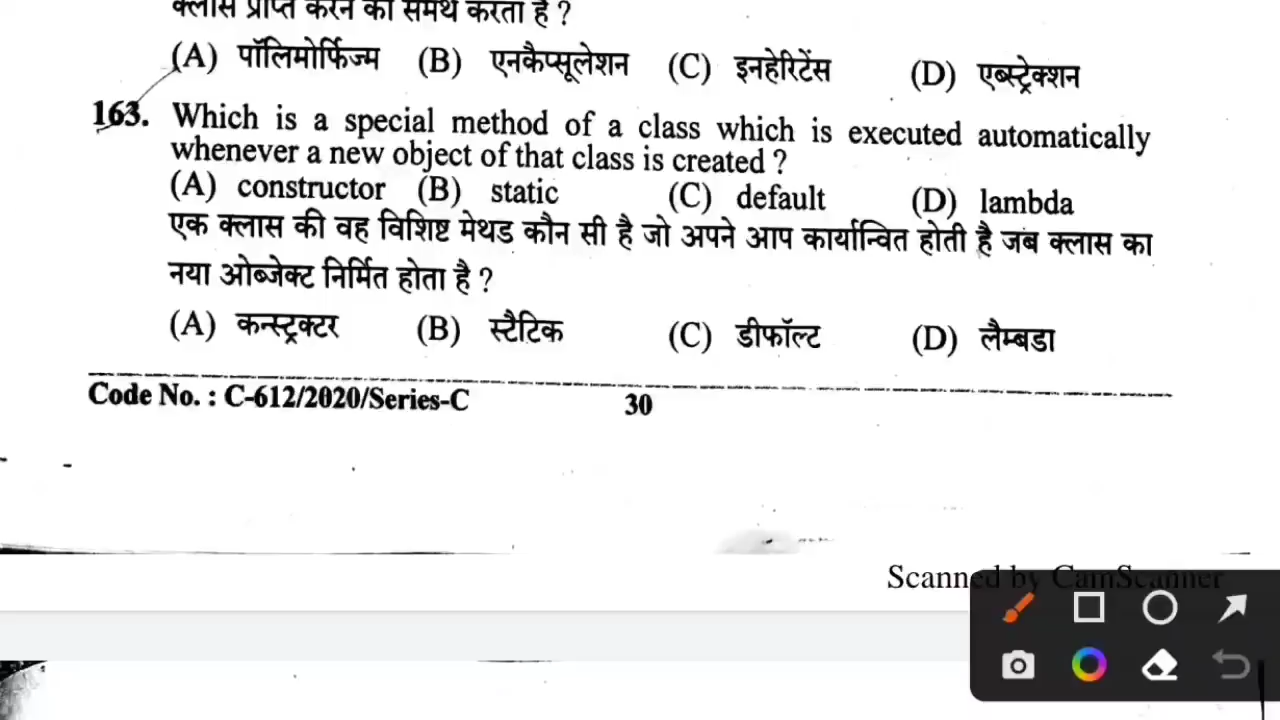 क्लास प्राप्त करने का समर्थ करता है ?
(A) पॉलिमोर्फिज्म (B) एनकैप्सूलेशन (C) इनहेरिटेंस (D) एब्स्ट्रेक्शन
163. Which is a special method of a class which is executed automatically
whenever a new object of that class is created ?
(A) constructor (B) static (C) default (D) lambda
एक क्लास की वह विशिष्ट मेथड कौन सी है जो अपने आप कार्यान्वित होती है जब क्लास का
नया ओब्जेक्ट निर्मित होता है ?
(A) कन्स्ट्रक्टर (B) स्टैटिक (C) डीफॉल्ट (D) लैम्बडा
Code No. : C-612/2020/Series-C 30
Scanned by CamScanner